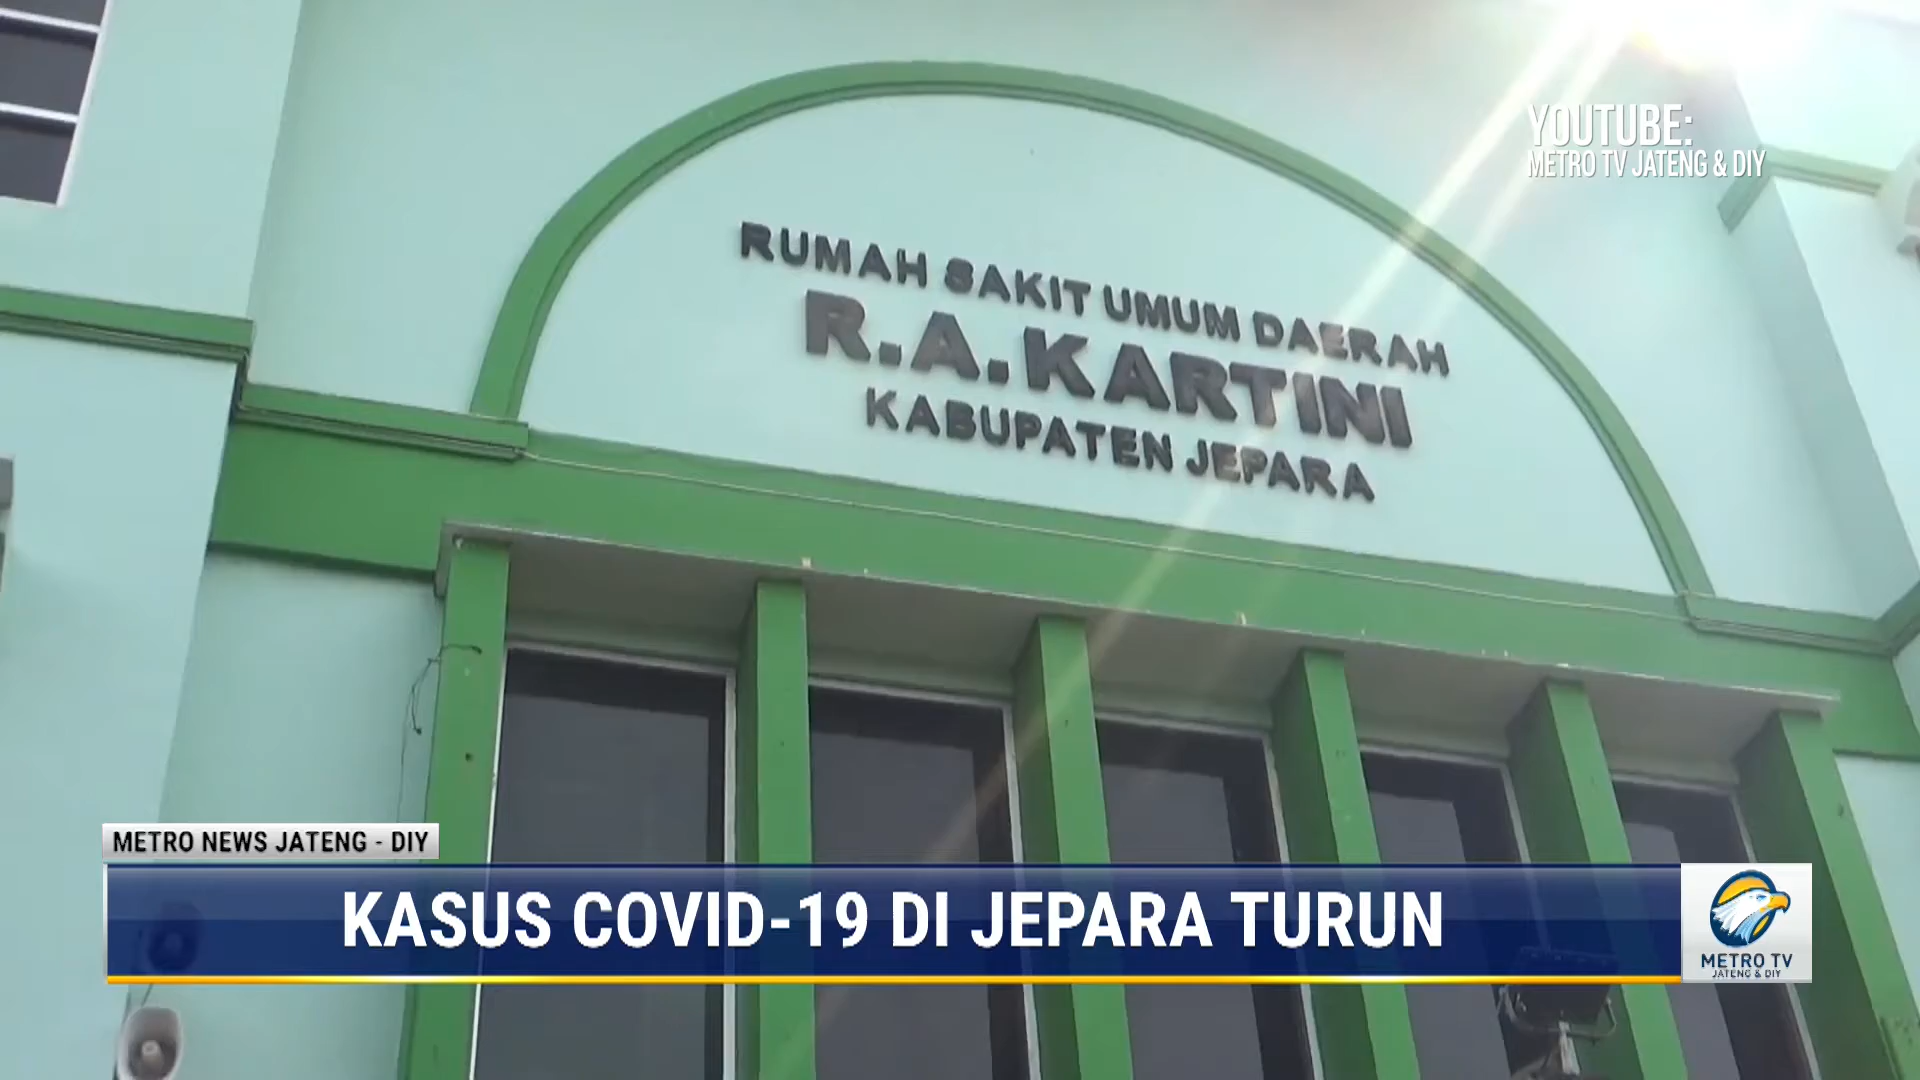 YOUTUBE:
METRO TV JATENG & DIY
RUMAH SAKIT UMUM DAERAH
R.A.KARTINI
KABUPATEN JEPARA
METRO NEWS JATENG - DIY
KASUS COVID-19 DI JEPARA TURUN
METRO TV
JATENG & DIY